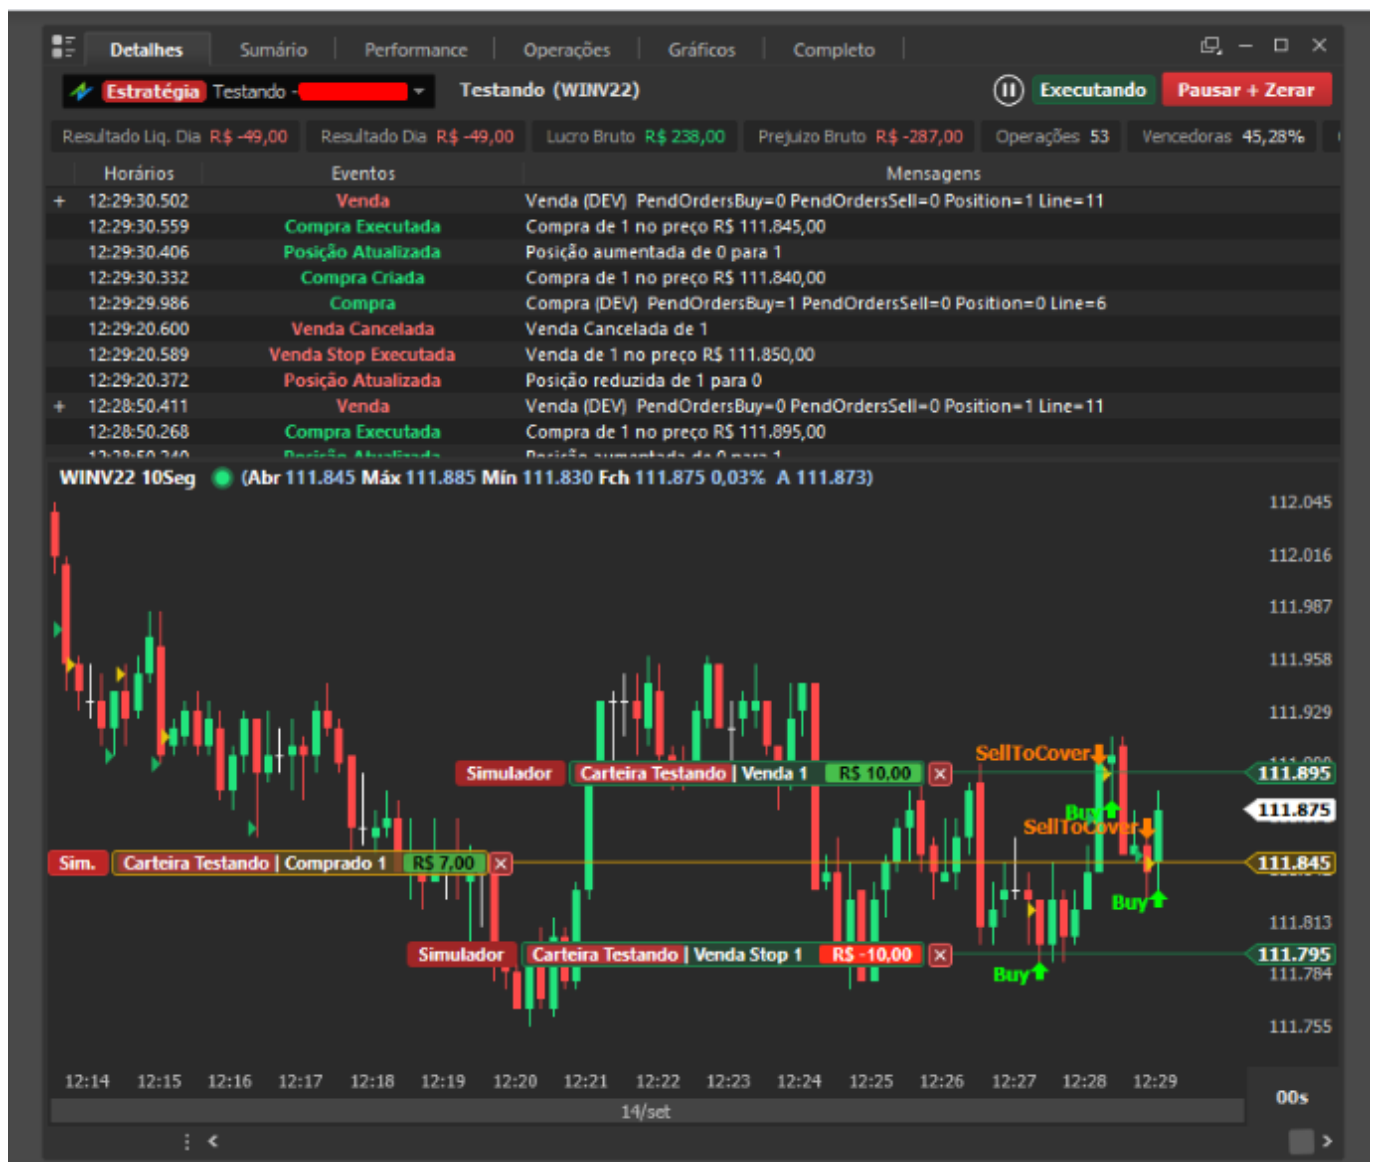 Detalhes Sumário Performance Operações Gráficos Completo
Estratégia Testando - Testando (WINV22) Executando Pausar + Zerar
Resultado Liq. Dia R$ -49,00 Resultado Dia R$ -49,00 Lucro Bruto R$ 238,00 Prejuizo Bruto R$ -287,00 Operações 53 Vencedoras 45,28%
Horários Eventos Mensagens
+ 12:29:30.502 Venda Venda (DEV) PendOrdersBuy=0 PendOrdersSell=0 Position=1 Line=11
12:29:30.559 Compra Executada Compra de 1 no preço R$ 111.845,00
12:29:30.406 Posição Atualizada Posição aumentada de 0 para 1
12:29:30.332 Compra Criada Compra de 1 no preço R$ 111.840,00
12:29:29.986 Compra Compra (DEV) PendOrdersBuy=1 PendOrdersSell=0 Position=0 Line=6
12:29:20.600 Venda Cancelada Venda Cancelada de 1
12:29:20.589 Venda Stop Executada Venda de 1 no preço R$ 111.850,00
12:29:20.372 Posição Atualizada Posição reduzida de 1 para 0
+ 12:28:50.411 Venda Venda (DEV) PendOrdersBuy=0 PendOrdersSell=0 Position=1 Line=11
12:28:50.268 Compra Executada Compra de 1 no preço R$ 111.895,00
12:28:50.240 Posição Atualizada Posição aumentada de 0 para 1
WINV22 10Seg (Abr 111.845 Máx 111.885 Mín 111.830 Fch 111.875 0,03% A 111.873)
112.045
112.016
111.987
111.958
111.929
SellToCover
Simulador Carteira Testando | Venda 1 R$ 10,00 111.895
Buy 111.875
SellToCover
Sim. Carteira Testando | Comprado 1 R$ 7,00 111.845
Buy
111.813
Simulador Carteira Testando | Venda Stop 1 R$ -10,00 111.795
Buy 111.784
111.755
12:14 12:15 12:16 12:17 12:18 12:19 12:20 12:21 12:22 12:23 12:24 12:25 12:26 12:27 12:28 12:29
00s
14/set